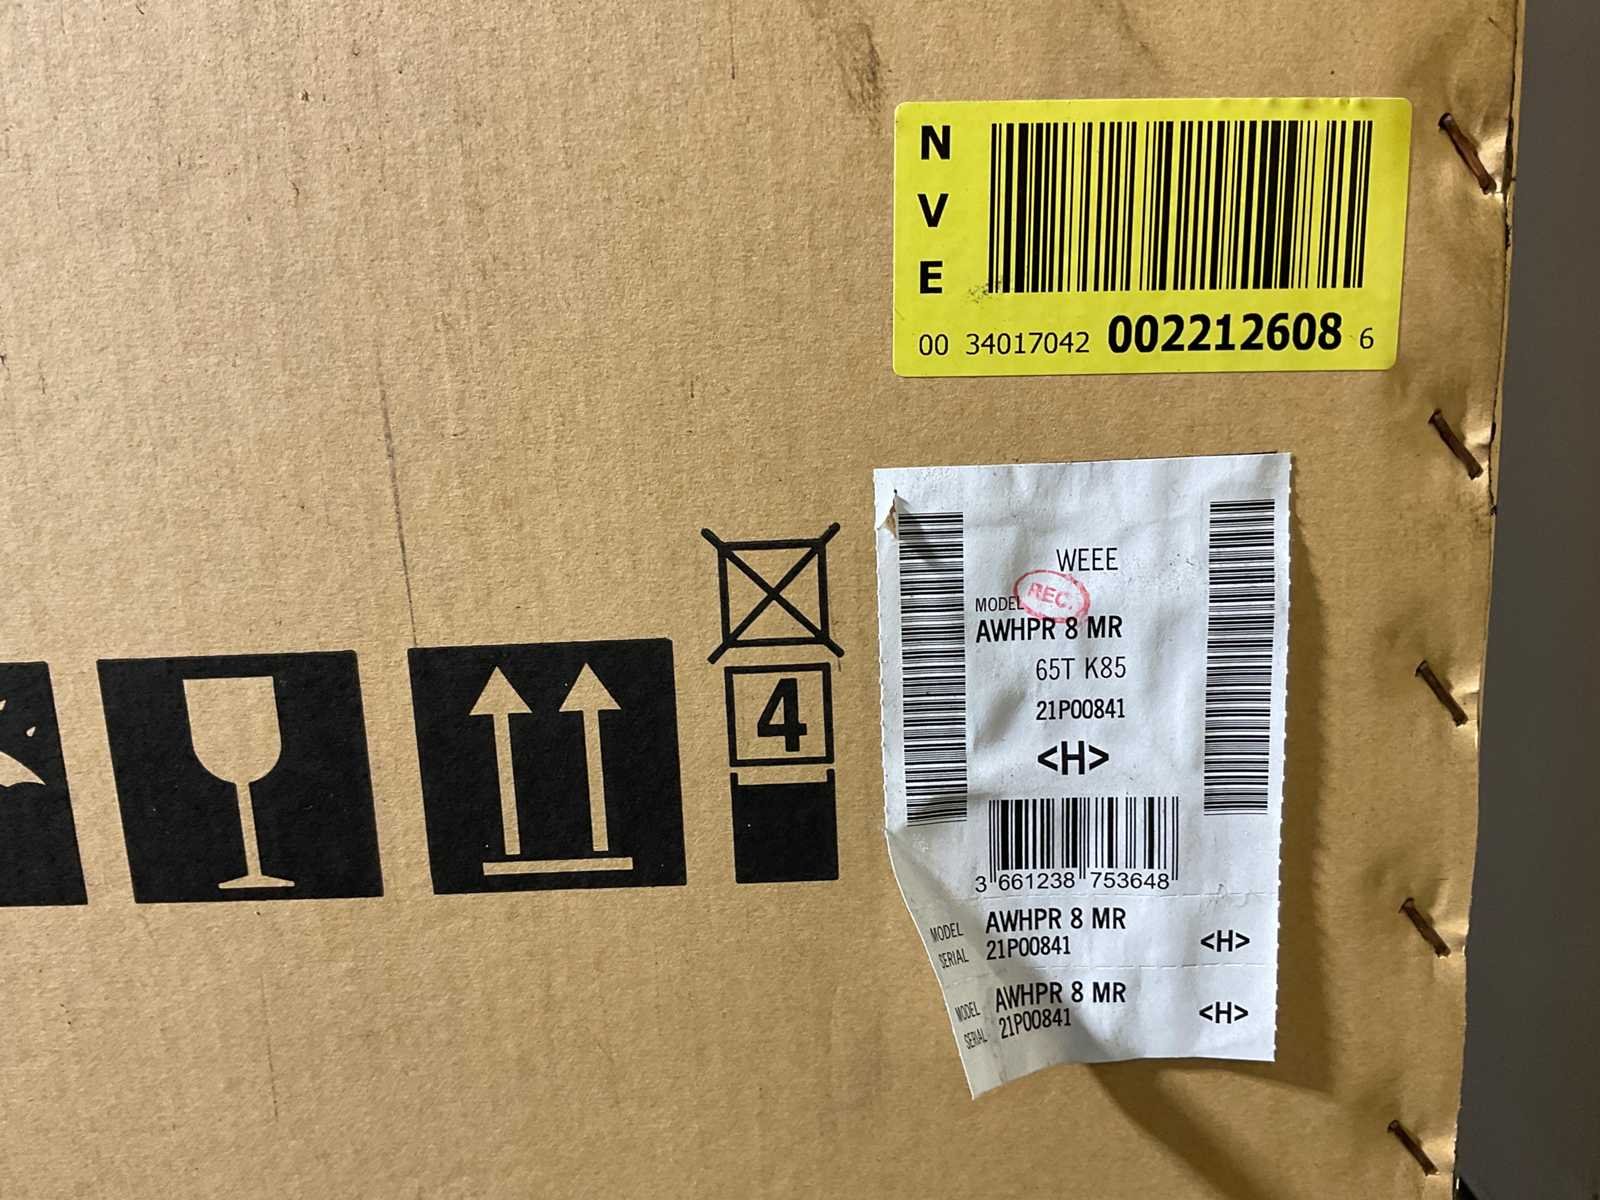 N
V
E
00 34017042 002212608 6
WEEE
REC.
MODEL
AWHPR 8 MR
65T K85
21P00841
<H>
3 661238 753648
4
MODEL AWHPR 8 MR
SERIAL 21P00841 <H>
MODEL AWHPR 8 MR
SERIAL 21P00841 <H>